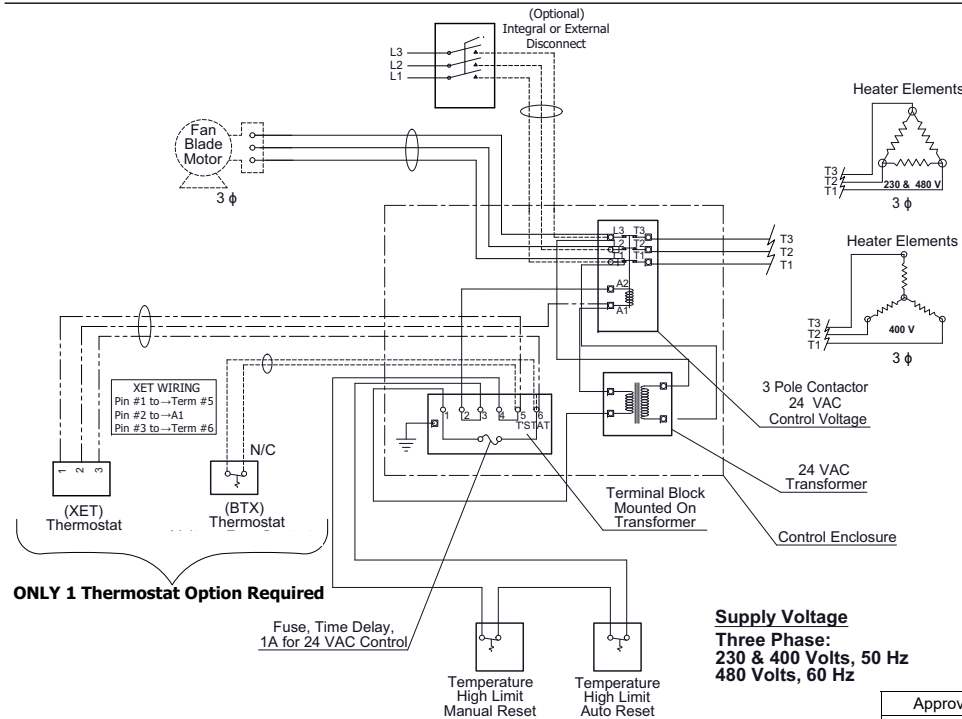 (Optional)
Integral or External
Disconnect
L3
L2
L1
Fan
Blade
Motor
3 ϕ
Heater Elements
T3
T2
T1
230 & 480 V
3 ϕ
L3 T3
L2 T2
T1
T3
T2
T1
A2
A1
Heater Elements
T3
T2
T1
400 V
3 ϕ
XET WIRING
Pin #1 to→Term #5
Pin #2 to→A1
Pin #3 to→Term #6
N/C
1 2 3
(XET)
Thermostat
(BTX)
Thermostat
1 2 3 4 5 6
T'STAT
3 Pole Contactor
24 VAC
Control Voltage
24 VAC
Transformer
Terminal Block
Mounted On
Transformer
Control Enclosure
ONLY 1 Thermostat Option Required
Fuse, Time Delay,
1A for 24 VAC Control
Temperature
High Limit
Manual Reset
Temperature
High Limit
Auto Reset
Supply Voltage
Three Phase:
230 & 400 Volts, 50 Hz
480 Volts, 60 Hz
Approv